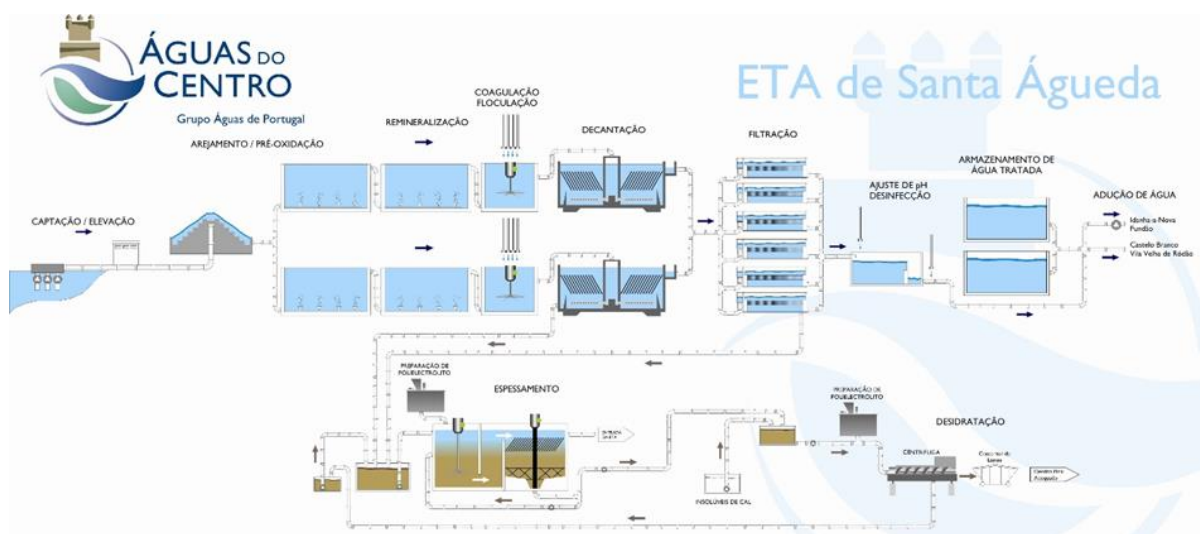 ÁGUAS DO
CENTRO
Grupo Águas de Portugal
ETA de Santa Águeda
CAPTAÇÃO / ELEVAÇÃO
AREJAMENTO / PRÉ-OXIDAÇÃO
REMINERALIZAÇÃO
COAGULAÇÃO
FLOCULAÇÃO
DECANTAÇÃO
FILTRAÇÃO
AJUSTE DE pH
DESINFECÇÃO
ARMAZENAMENTO DE
ÁGUA TRATADA
ADUÇÃO DE ÁGUA
Idanha-a-Nova
Fundão
Castelo Branco
Vila Velha de Ródão
PREPARAÇÃO DE
POLIELECTRÓLITO
ESPESSAMENTO
INSOLÚVEIS DE CAL
PREPARAÇÃO DE
POLIELECTRÓLITO
DESIDRATAÇÃO
CENTRÍFUGA